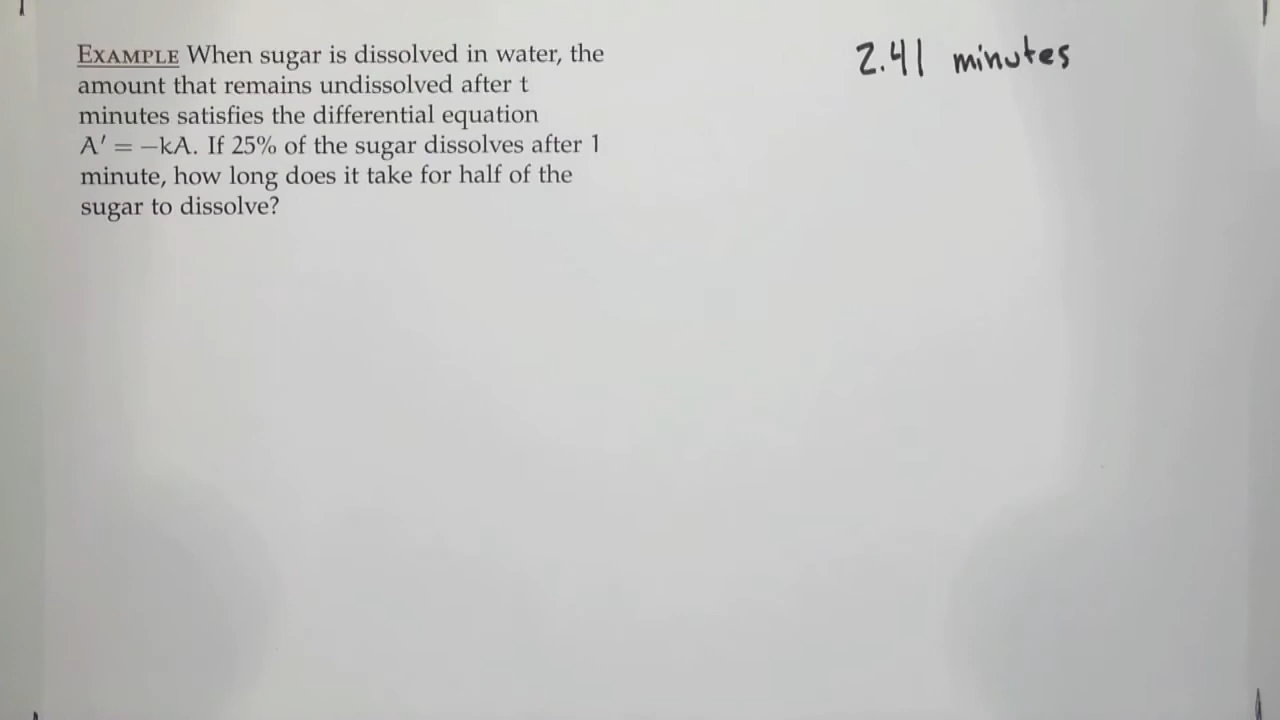 EXAMPLE When sugar is dissolved in water, the
amount that remains undissolved after t
minutes satisfies the differential equation
A′ = −kA. If 25% of the sugar dissolves after 1
minute, how long does it take for half of the
sugar to dissolve?
2.41 minutes